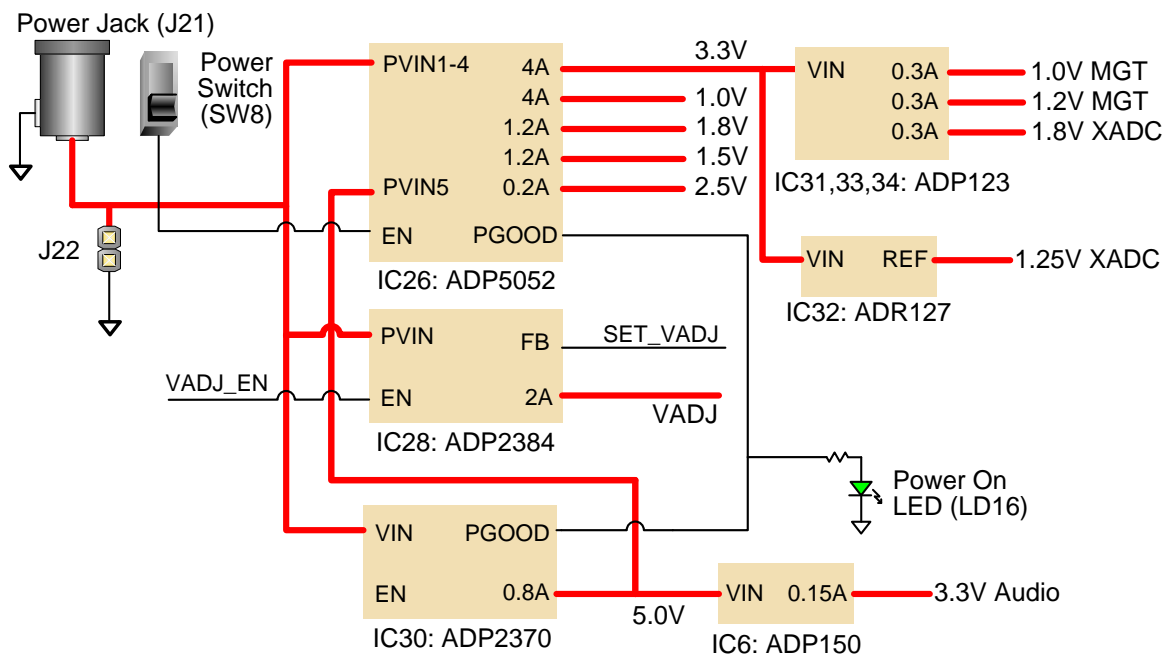 Power Jack (J21)
Power
Switch
(SW8)
J22
PVIN1-4
4A
4A
1.2A
1.2A
PVIN5
0.2A
EN
PGOOD
IC26: ADP5052
3.3V
1.0V
1.8V
1.5V
2.5V
VIN
0.3A
0.3A
0.3A
1.0V MGT
1.2V MGT
1.8V XADC
IC31,33,34: ADP123
VIN
REF
1.25V XADC
IC32: ADR127
PVIN
FB
SET_VADJ
VADJ_EN
EN
2A
VADJ
IC28: ADP2384
Power On
LED (LD16)
VIN
PGOOD
EN
0.8A
5.0V
IC30: ADP2370
VIN
0.15A
3.3V Audio
IC6: ADP150